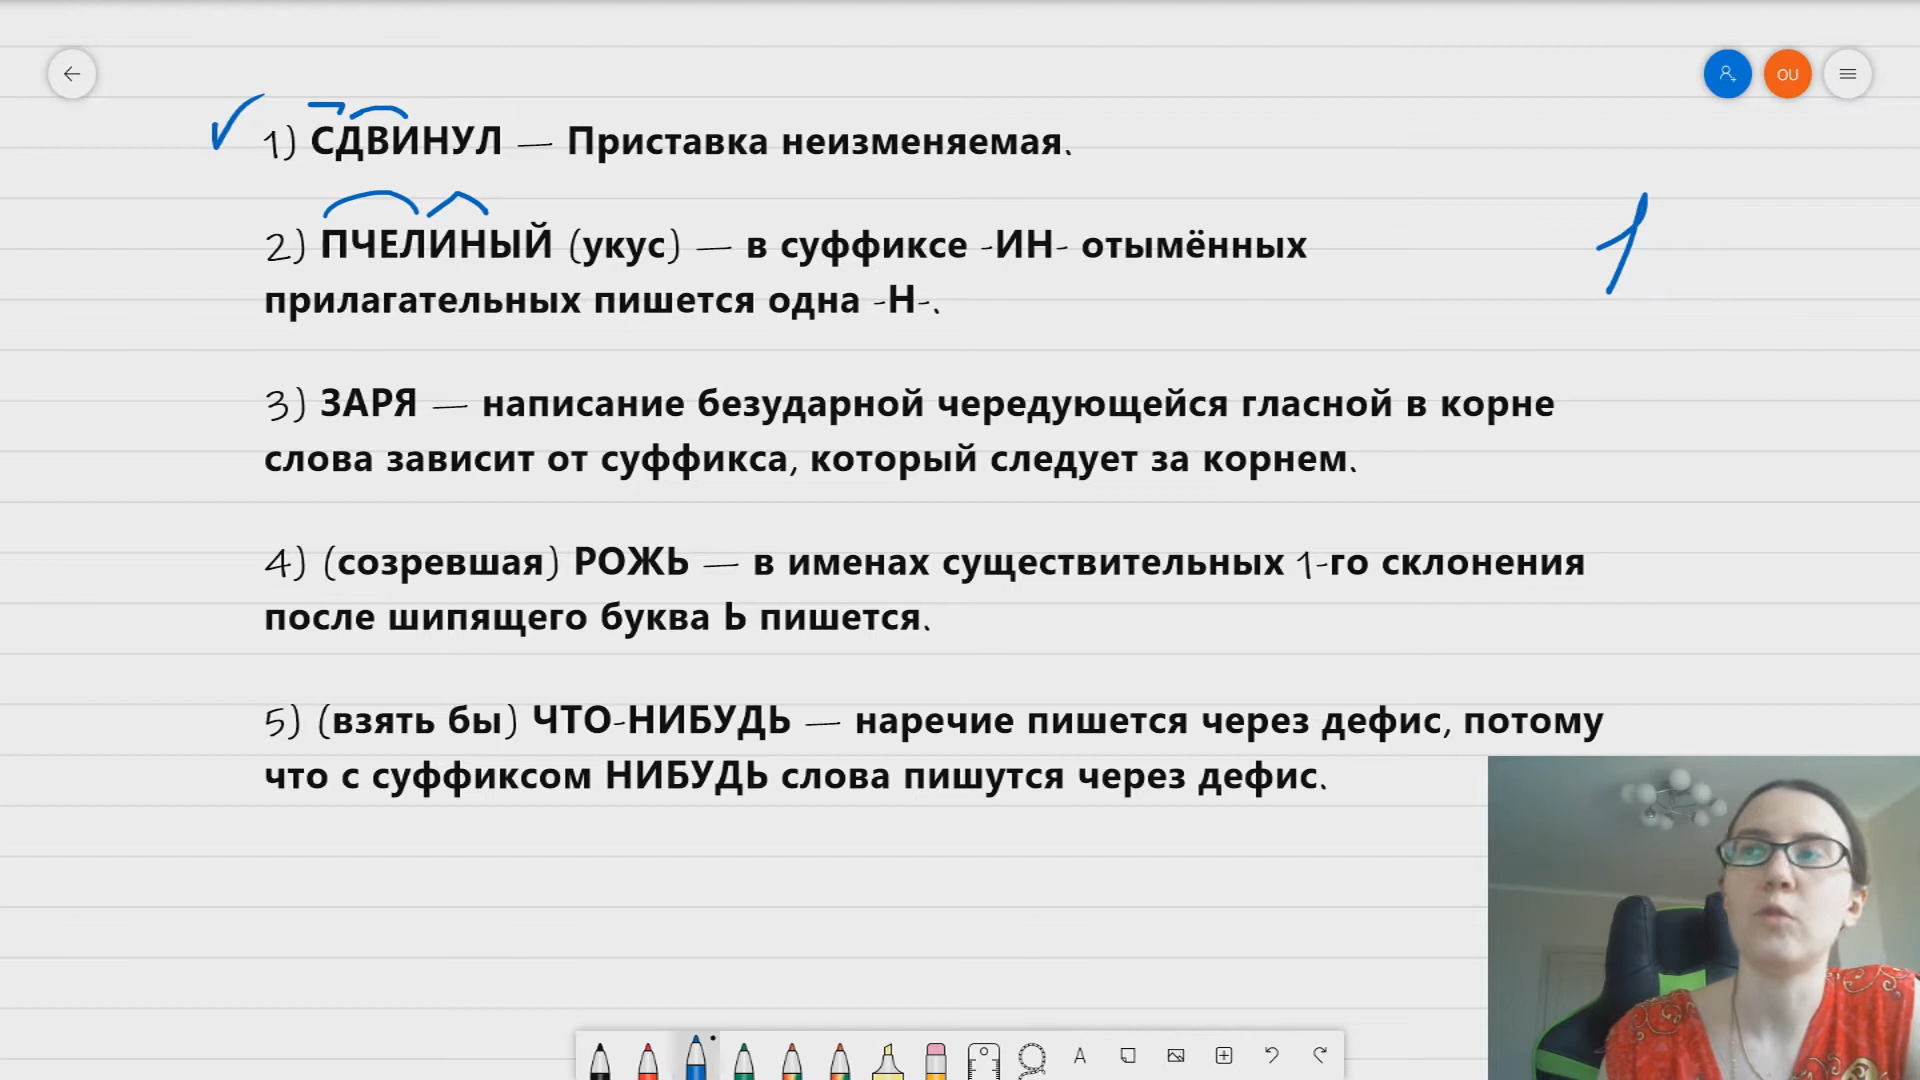 OU
1) СДВИНУЛ — Приставка неизменяемая.
2) ПЧЕЛИНЫЙ (укус) — в суффиксе -ИН- отымённых
прилагательных пишется одна -Н-.
1
3) ЗАРЯ — написание безударной чередующейся гласной в корне
слова зависит от суффикса, который следует за корнем.
4) (созревшая) РОЖЬ — в именах существительных 1-го склонения
после шипящего буква Ь пишется.
5) (взять бы) ЧТО-НИБУДЬ — наречие пишется через дефис, потому
что с суффиксом НИБУДЬ слова пишутся через дефис.
A